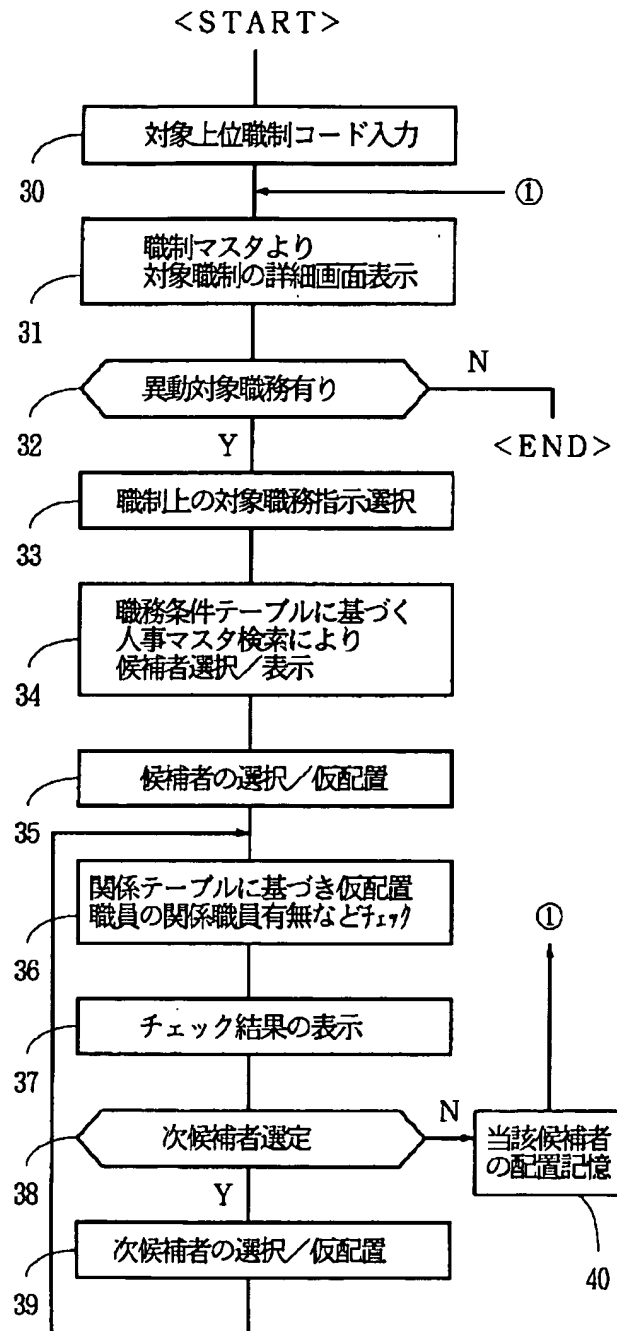 <START>
対象上位職制コード入力
30
①
職制マスタより
対象職制の詳細画面表示
31
異動対象職務有り
N
32
Y
<END>
職制上の対象職務指示選択
33
職務条件テーブルに基づく
人事マスタ検索により
候補者選択／表示
34
候補者の選択／仮配置
35
関係テーブルに基づき仮配置
職員の関係職員有無などチェック
36
①
チェック結果の表示
37
次候補者選定
N
38
Y
当該候補者
の配置記憶
40
次候補者の選択／仮配置
39